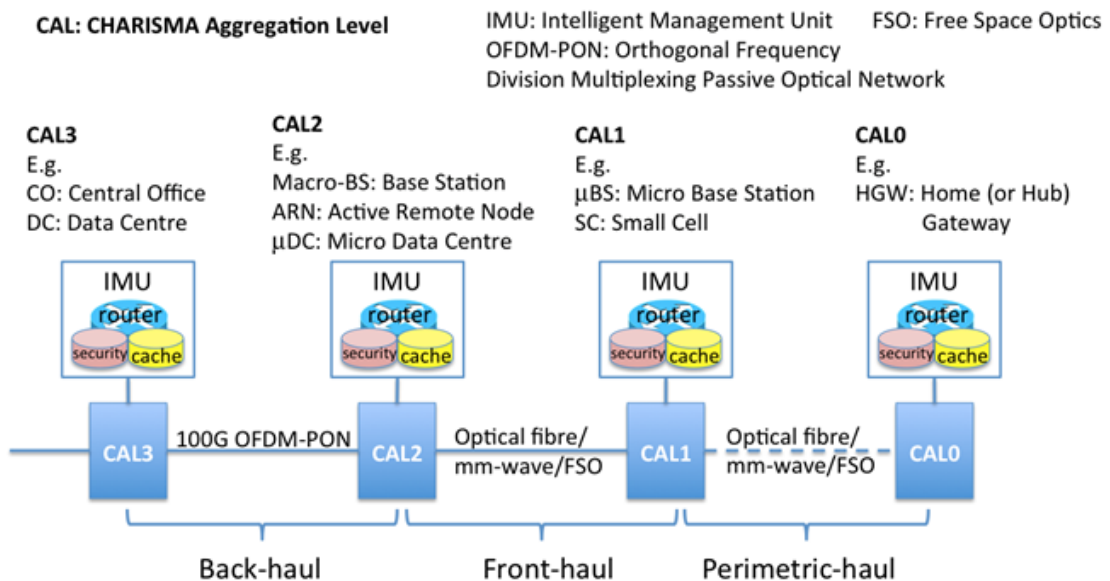 CAL: CHARISMA Aggregation Level
IMU: Intelligent Management Unit
FSO: Free Space Optics
OFDM-PON: Orthogonal Frequency
Division Multiplexing Passive Optical Network
CAL3
E.g.
CO: Central Office
DC: Data Centre
CAL2
E.g.
Macro-BS: Base Station
ARN: Active Remote Node
μDC: Micro Data Centre
CAL1
E.g.
μBS: Micro Base Station
SC: Small Cell
CAL0
E.g.
HGW: Home (or Hub)
Gateway
IMU
router
security
cache
IMU
router
security
cache
IMU
router
security
cache
IMU
router
security
cache
CAL3
100G OFDM-PON
CAL2
Optical fibre/
mm-wave/FSO
CAL1
Optical fibre/
mm-wave/FSO
CAL0
Back-haul
Front-haul
Perimetric-haul